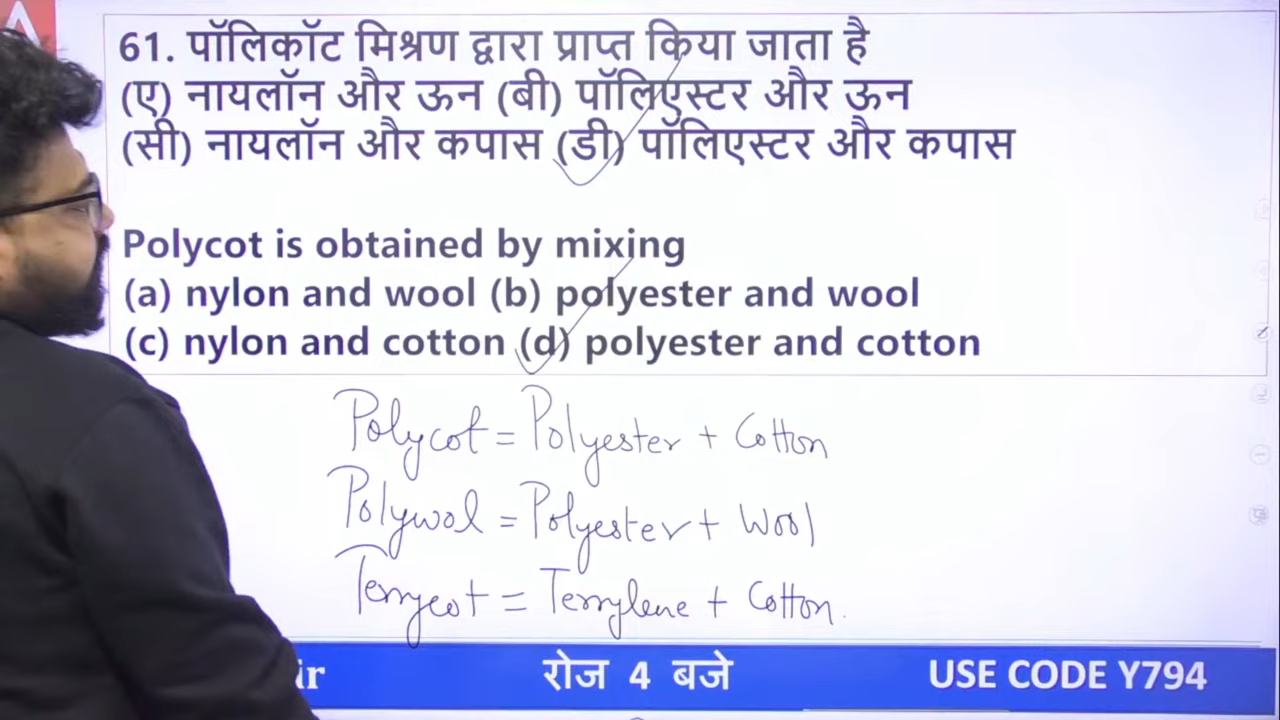 61. पॉलिकॉट मिश्रण द्वारा प्राप्त किया जाता है
(ए) नायलॉन और ऊन (बी) पॉलिएस्टर और ऊन
(सी) नायलॉन और कपास (डी) पॉलिएस्टर और कपास
Polycot is obtained by mixing
(a) nylon and wool (b) polyester and wool
(c) nylon and cotton (d) polyester and cotton
Polycot = Polyester + Cotton
Polywol = Polyester + Wool
Terrycot = Terrylene + Cotton.
ir रोज 4 बजे USE CODE Y794